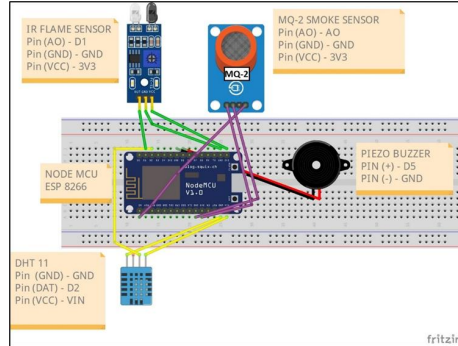 IR FLAME SENSOR
Pin (AO) - D1
Pin (GND) - GND
Pin (VCC) - 3V3
MQ-2 SMOKE SENSOR
Pin (AO) - AO
Pin (GND) - GND
Pin (VCC) - 3V3
MQ-2
NODE MCU
ESP 8266
NodeMCU
V1.0
PIEZO BUZZER
PIN (+) - D5
PIN (-) - GND
DHT 11
Pin (GND) - GND
Pin (DAT) - D2
Pin (VCC) - VIN
fritzin